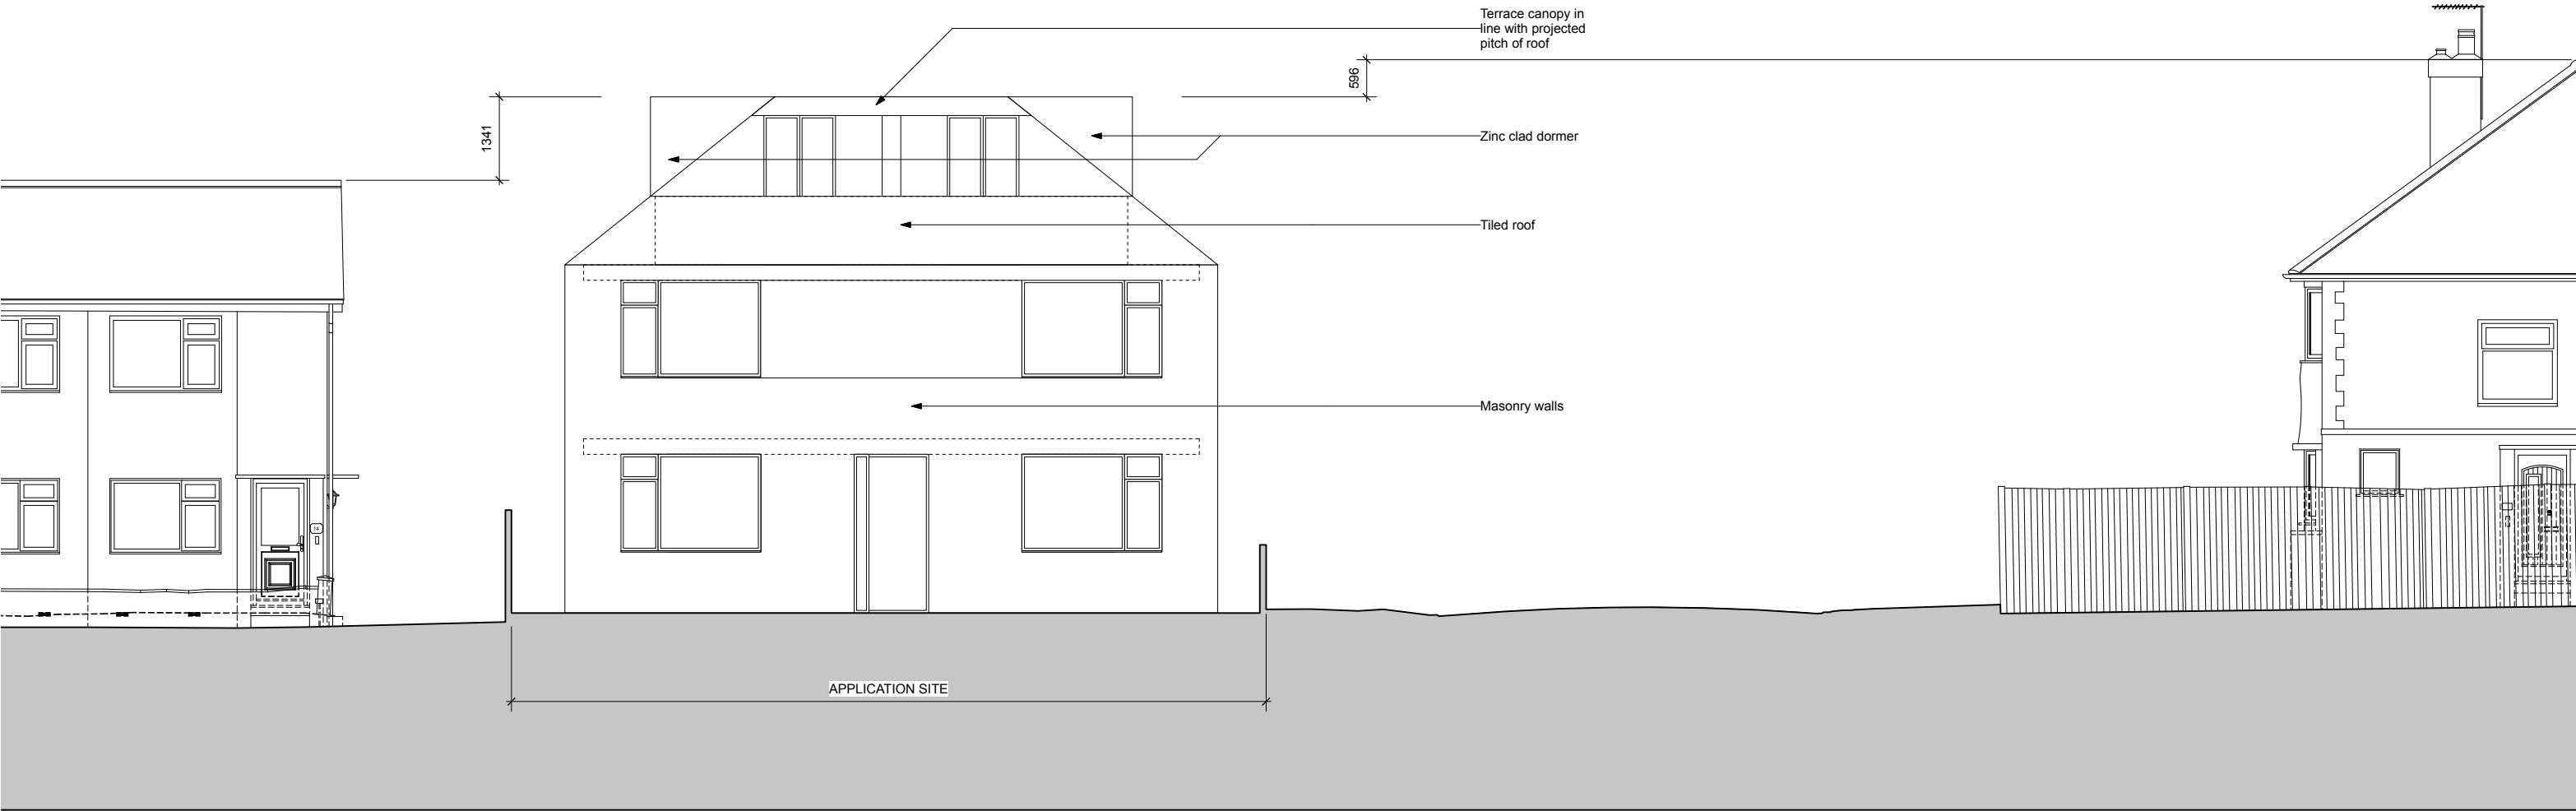 Terrace canopy in
line with projected
pitch of roof
596
1341
Zinc clad dormer
Tiled roof
Masonry walls
14
APPLICATION SITE